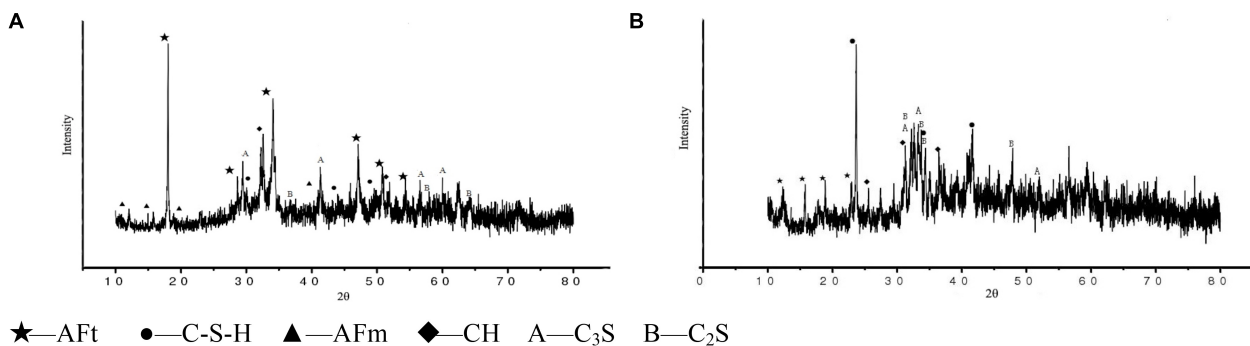 A
B
Intensity
Intensity
A
A
A
A
B
B
B
B
A
A
B
B
B
A
10 20 30 40 50 60 70 80
0 10 20 30 40 50 60 70 80
2θ
2θ
★—AFt ●—C-S-H ▲—AFm ◆—CH A—C₃S B—C₂S